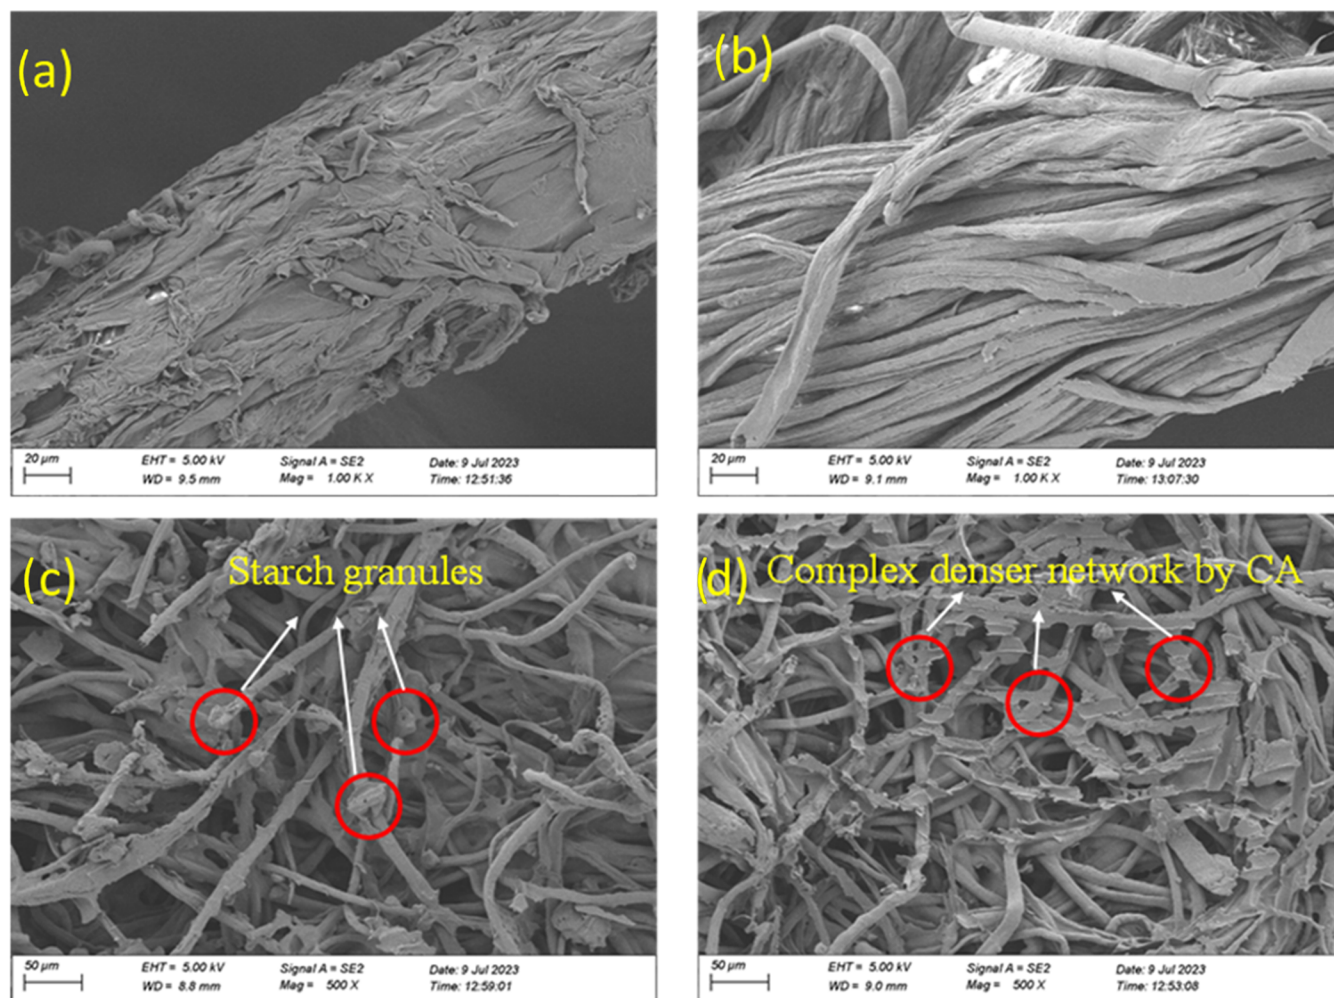 (a)
20 µm
EHT = 5.00 kV
Signal A = SE2
Date: 9 Jul 2023
WD = 9.5 mm
Mag = 1.00 K X
Time: 12:51:36
(b)
20 µm
EHT = 5.00 kV
Signal A = SE2
Date: 9 Jul 2023
WD = 9.1 mm
Mag = 1.00 K X
Time: 13:07:30
(c)
Starch granules
50 µm
EHT = 5.00 kV
Signal A = SE2
Date: 9 Jul 2023
WD = 8.8 mm
Mag = 500 X
Time: 12:59:01
(d)
Complex denser network by CA
50 µm
EHT = 5.00 kV
Signal A = SE2
Date: 9 Jul 2023
WD = 9.0 mm
Mag = 500 X
Time: 12:53:08